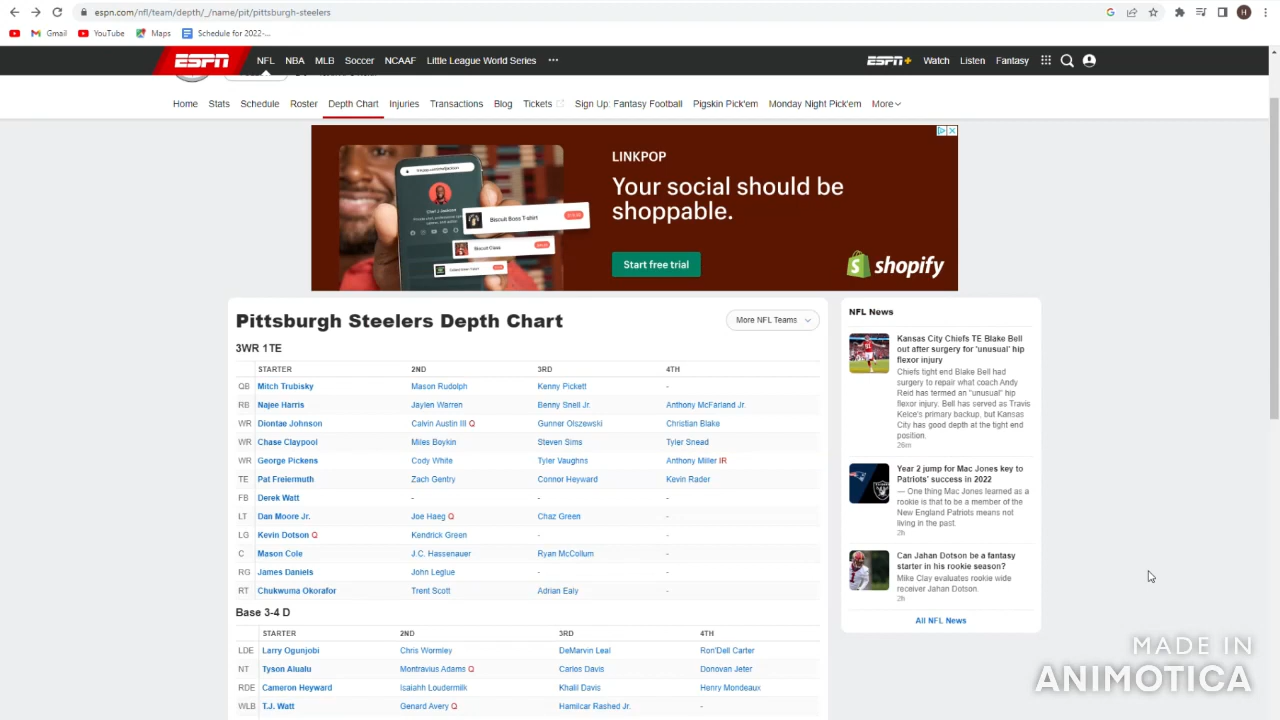 espn.com/nfl/team/depth/_/name/pit/pittsburgh-steelers
H
Gmail YouTube Maps Schedule for 2022-...
ESPN NFL NBA MLB Soccer NCAAF Little League World Series ••• ESPN+ Watch Listen Fantasy
Home Stats Schedule Roster Depth Chart Injuries Transactions Blog Tickets Sign Up: Fantasy Football Pigskin Pick'em Monday Night Pick'em More
LINKPOP
Your social should be
shoppable.
Biscuit Boss T-shirt
Start free trial
shopify
Pittsburgh Steelers Depth Chart
More NFL Teams
3WR 1TE
STARTER 2ND 3RD 4TH
QB Mitch Trubisky Mason Rudolph Kenny Pickett -
RB Najee Harris Jaylen Warren Benny Snell Jr. Anthony McFarland Jr.
WR Diontae Johnson Calvin Austin III Q Gunner Olszewski Christian Blake
WR Chase Claypool Miles Boykin Steven Sims Tyler Snead
WR George Pickens Cody White Tyler Vaughns Anthony Miller IR
TE Pat Freiermuth Zach Gentry Connor Heyward Kevin Rader
FB Derek Watt - - -
LT Dan Moore Jr. Joe Haeg Q Chaz Green -
LG Kevin Dotson Q Kendrick Green - -
C Mason Cole J.C. Hassenauer Ryan McCollum -
RG James Daniels John Leglue - -
RT Chukwuma Okorafor Trent Scott Adrian Ealy -
Base 3-4 D
STARTER 2ND 3RD 4TH
LDE Larry Ogunjobi Chris Wormley DeMarvin Leal Ron'Dell Carter
NT Tyson Alualu Montravius Adams Q Carlos Davis Donovan Jeter
RDE Cameron Heyward Isaiahh Loudermilk Khalil Davis Henry Mondeaux
WLB T.J. Watt Genard Avery Q Hamilcar Rashed Jr. -
NFL News
Kansas City Chiefs TE Blake Bell
out after surgery for 'unusual' hip
flexor injury
Chiefs tight end Blake Bell had
surgery to repair what coach Andy
Reid has termed an "unusual" hip
flexor injury. Bell has served as Travis
Kelce's primary backup, but Kansas
City has good depth at the tight end
position.
26m
Year 2 jump for Mac Jones key to
Patriots' success in 2022
— One thing Mac Jones learned as a
rookie is that to be a member of the
New England Patriots means not
living in the past.
2h
Can Jahan Dotson be a fantasy
starter in his rookie season?
Mike Clay evaluates rookie wide
receiver Jahan Dotson.
2h
All NFL News
MADE IN
ANIMOTICA